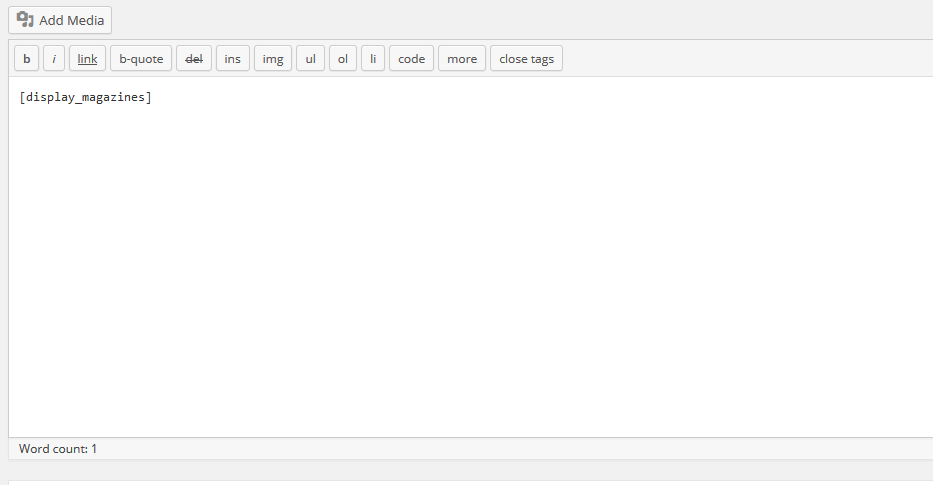 Add Media
b i link b-quote del ins img ul ol li code more close tags
[display_magazines]
Word count: 1